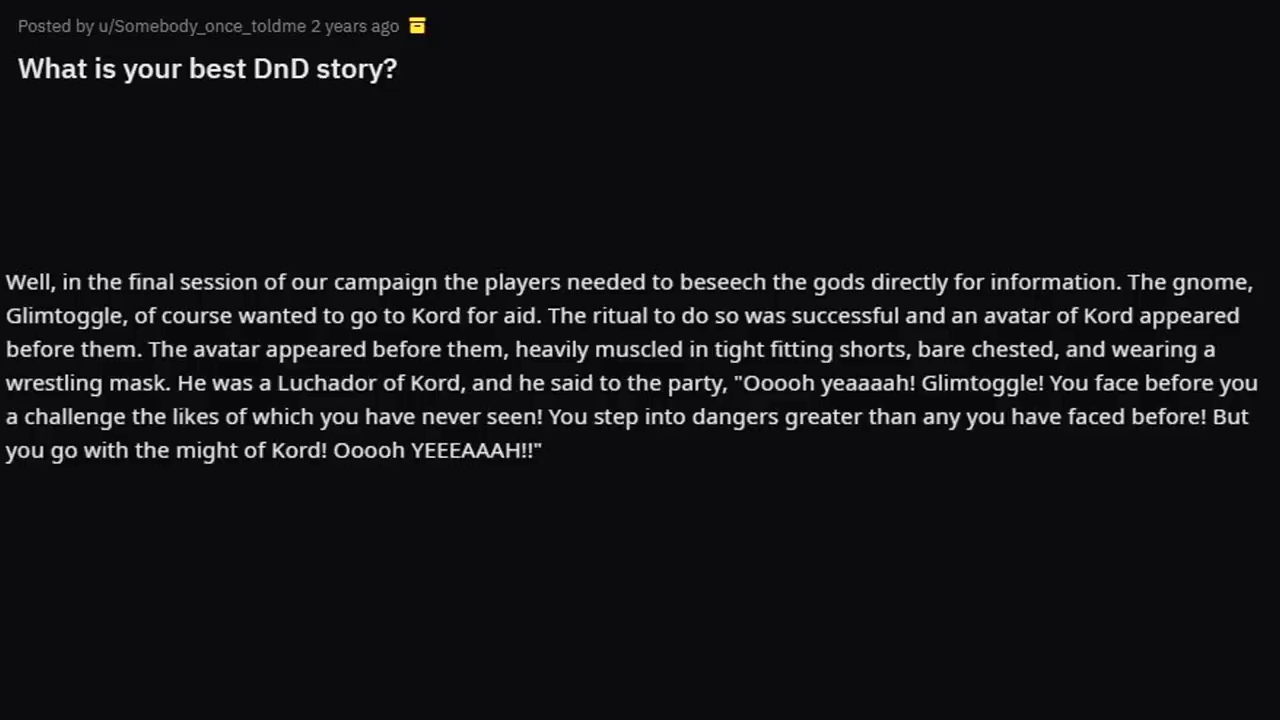 Posted by u/Somebody_once_toldme 2 years ago
What is your best DnD story?
Well, in the final session of our campaign the players needed to beseech the gods directly for information. The gnome,
Glimtoggle, of course wanted to go to Kord for aid. The ritual to do so was successful and an avatar of Kord appeared
before them. The avatar appeared before them, heavily muscled in tight fitting shorts, bare chested, and wearing a
wrestling mask. He was a Luchador of Kord, and he said to the party, "Ooooh yeaaaah! Glimtoggle! You face before you
a challenge the likes of which you have never seen! You step into dangers greater than any you have faced before! But
you go with the might of Kord! Ooooh YEEEAAAH!!"